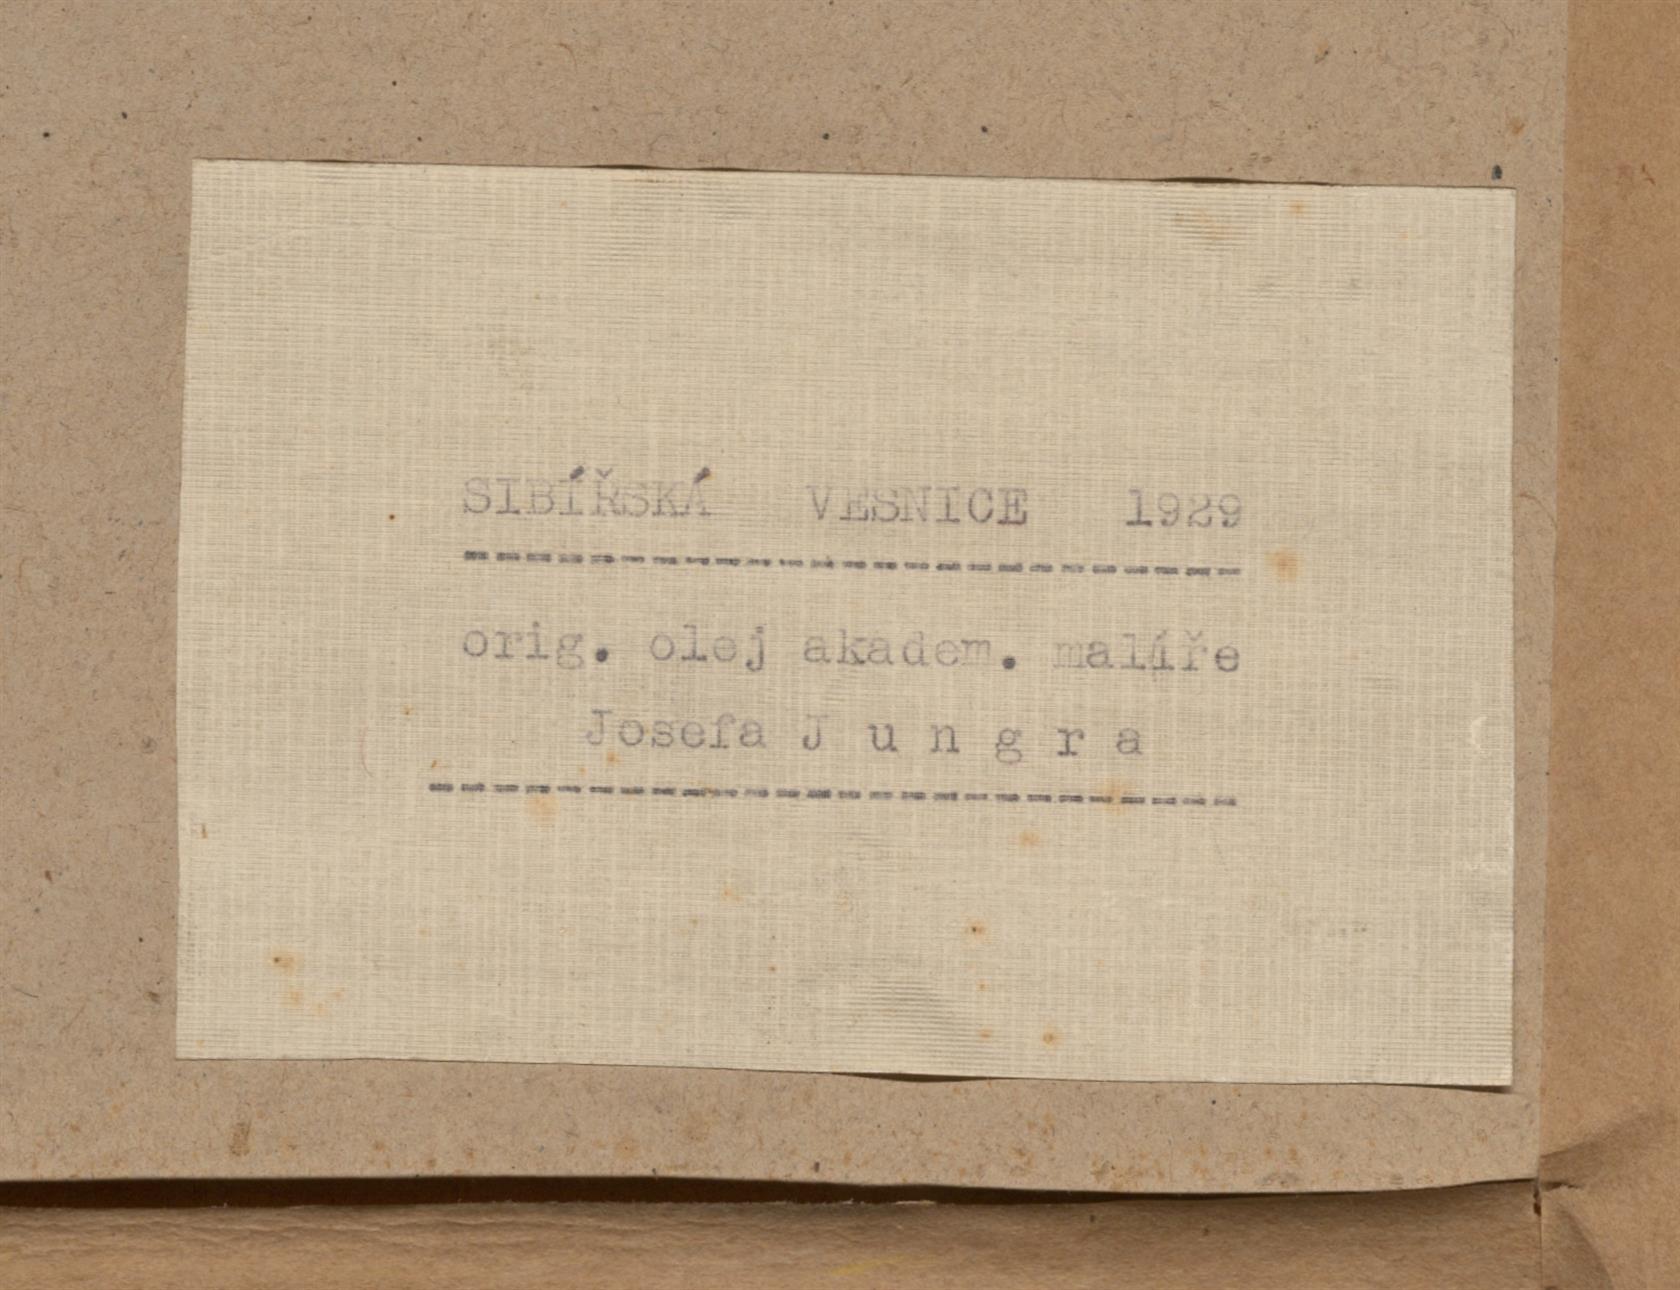 SIBÍŘSKÁ VESNICE 1929
orig. olej akadem. malíře
Josefa J u n g r a